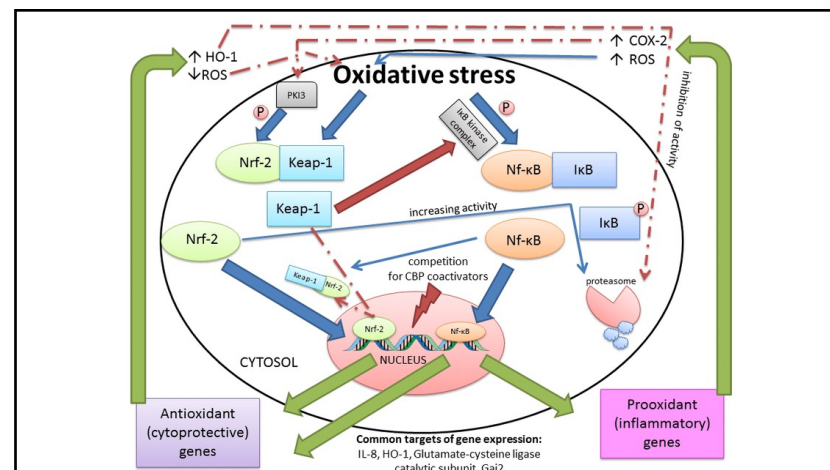 ↑ HO-1
↓ROS
↑ COX-2
↑ ROS
Oxidative stress
inhibition of activity
PKI3
P
P
IκB kinase
complex
Nrf-2
Keap-1
Nf-κB
IκB
Keap-1
increasing activity
IκB
P
Nrf-2
Nf-κB
competition
for CBP coactivators
Keap-1
Nrf-2
proteasome
Nrf-2
Nf-κB
CYTOSOL
NUCLEUS
Antioxidant
(cytoprotective)
genes
Prooxidant
(inflammatory)
genes
Common targets of gene expression:
IL-8, HO-1, Glutamate-cysteine ligase
catalytic subunit, Gai2